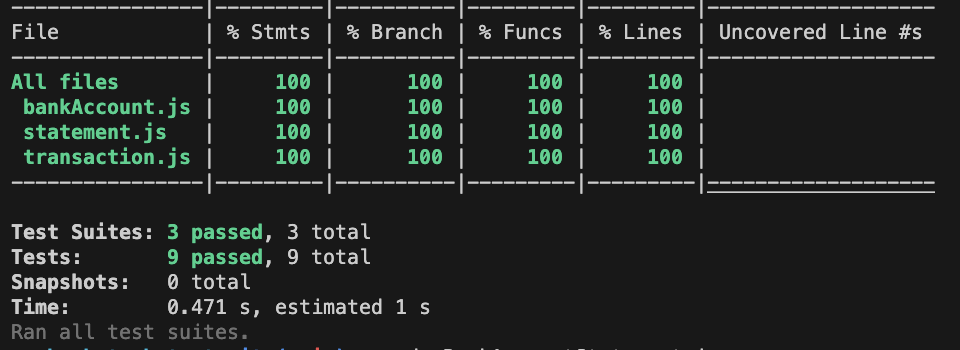 ----------------|---------|----------|---------|---------|-------------------
File            | % Stmts | % Branch | % Funcs | % Lines | Uncovered Line #s
----------------|---------|----------|---------|---------|-------------------
All files       |     100 |      100 |     100 |     100 |
 bankAccount.js |     100 |      100 |     100 |     100 |
 statement.js   |     100 |      100 |     100 |     100 |
 transaction.js |     100 |      100 |     100 |     100 |
----------------|---------|----------|---------|---------|-------------------
Test Suites: 3 passed, 3 total
Tests:       9 passed, 9 total
Snapshots:   0 total
Time:        0.471 s, estimated 1 s
Ran all test suites.